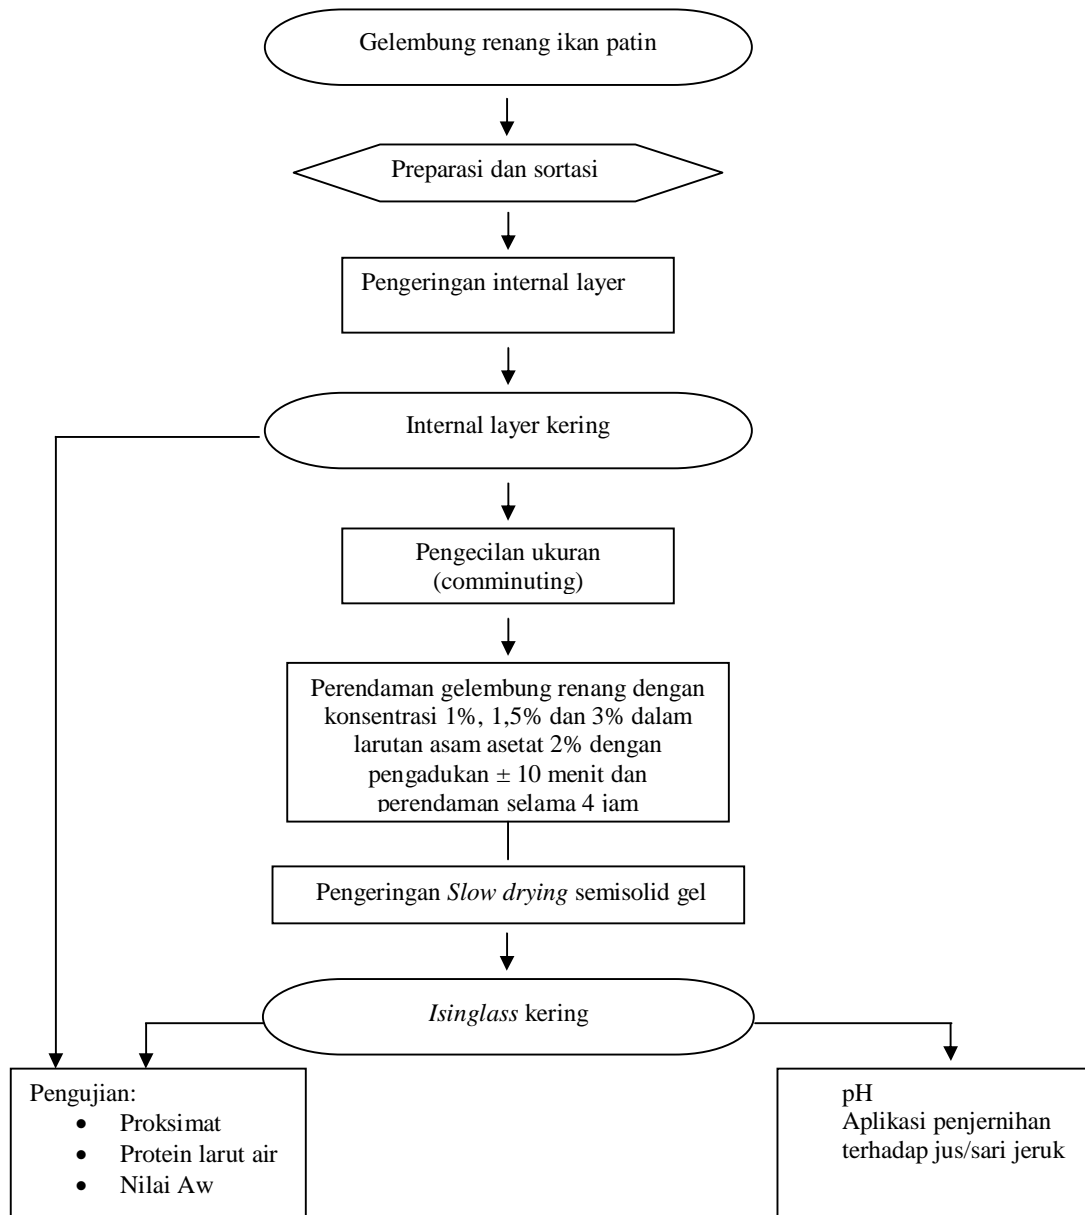 Gelembung renang ikan patin
Preparasi dan sortasi
Pengeringan internal layer
Internal layer kering
Pengecilan ukuran
(comminuting)
Perendaman gelembung renang dengan
konsentrasi 1%, 1,5% dan 3% dalam
larutan asam asetat 2% dengan
pengadukan ± 10 menit dan
perendaman selama 4 jam
Pengeringan Slow drying semisolid gel
Isinglass kering
Pengujian:
• Proksimat
• Protein larut air
• Nilai Aw
pH
Aplikasi penjernihan
terhadap jus/sari jeruk